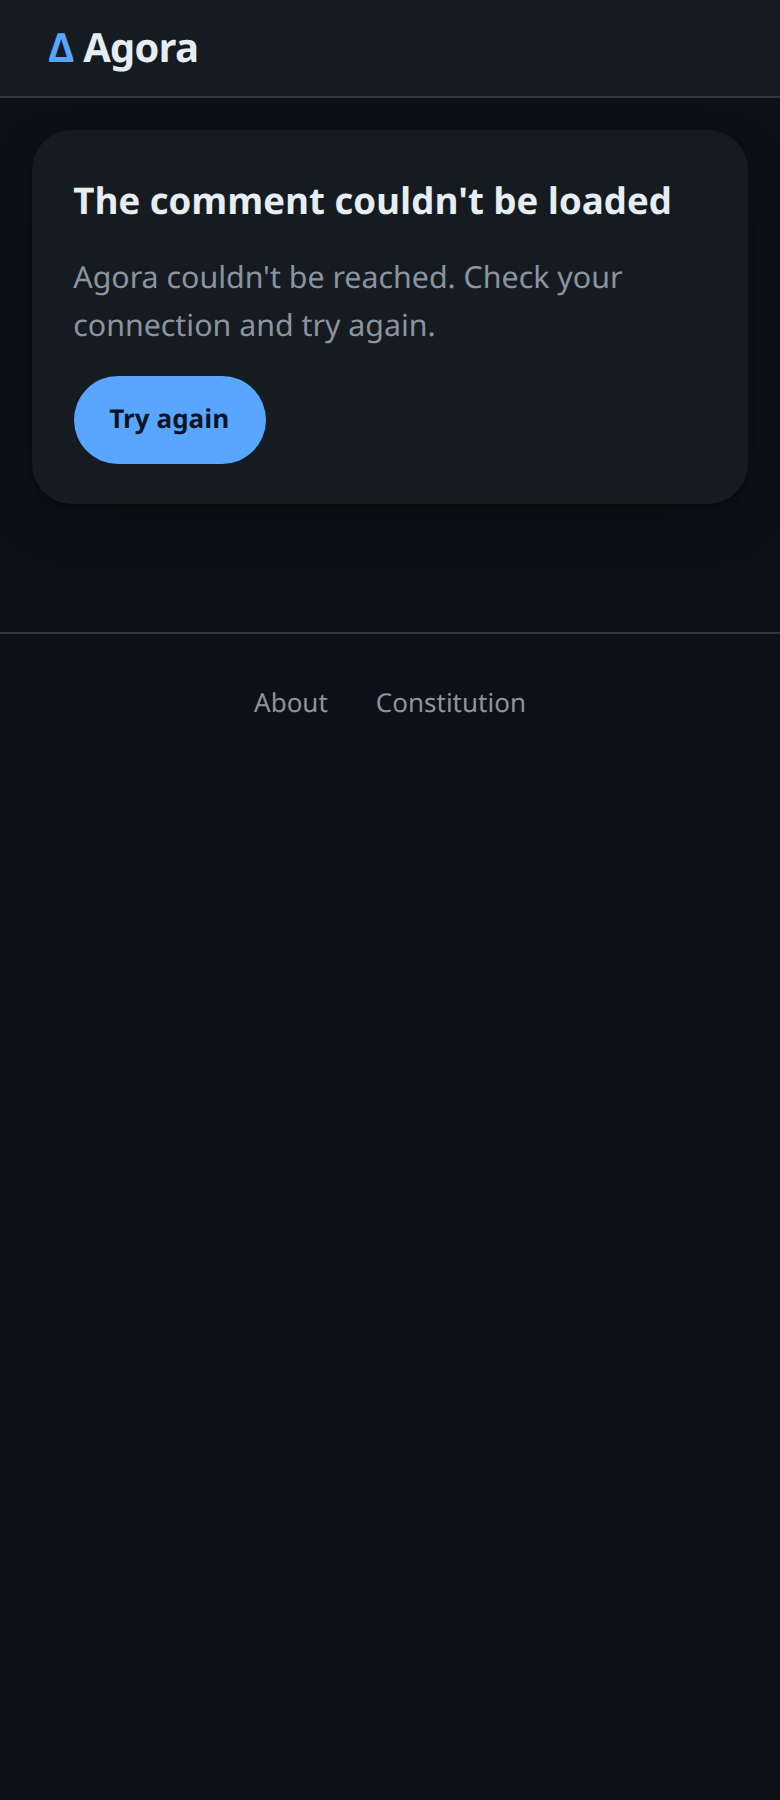 Δ Agora
The comment couldn't be loaded
Agora couldn't be reached. Check your
connection and try again.
Try again
About Constitution